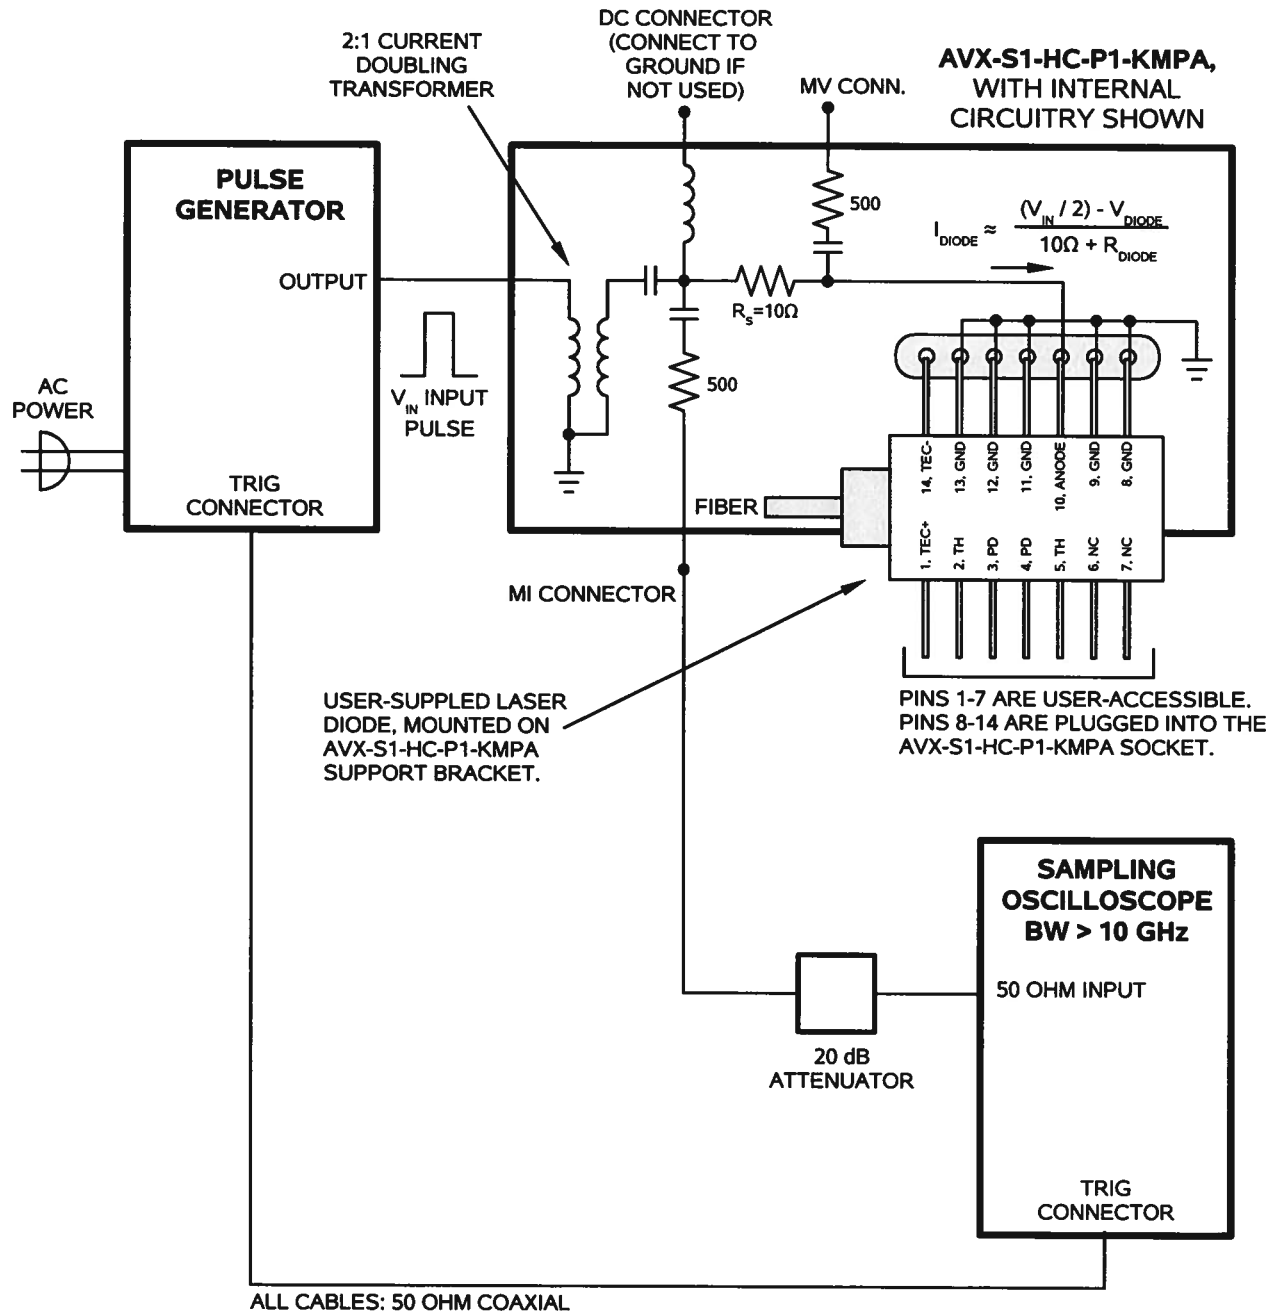 DC CONNECTOR
(CONNECT TO
GROUND IF
NOT USED)
2:1 CURRENT
DOUBLING
TRANSFORMER
MV CONN.
AVX-S1-HC-P1-KMPA,
WITH INTERNAL
CIRCUITRY SHOWN
PULSE
GENERATOR
OUTPUT
500
I_DIODE ≈ (V_IN / 2) - V_DIODE
10Ω + R_DIODE
R_S=10Ω
500
V_IN INPUT
PULSE
AC
POWER
TRIG
CONNECTOR
FIBER
14. TEC-
13. GND
12. GND
11. GND
10. ANODE
9. GND
8. GND
1. TEC+
2. TH
3. PD
4. PD
5. TH
6. NC
7. NC
MI CONNECTOR
USER-SUPPLED LASER
DIODE, MOUNTED ON
AVX-S1-HC-P1-KMPA
SUPPORT BRACKET.
PINS 1-7 ARE USER-ACCESSIBLE.
PINS 8-14 ARE PLUGGED INTO THE
AVX-S1-HC-P1-KMPA SOCKET.
SAMPLING
OSCILLOSCOPE
BW > 10 GHz
50 OHM INPUT
20 dB
ATTENUATOR
TRIG
CONNECTOR
ALL CABLES: 50 OHM COAXIAL